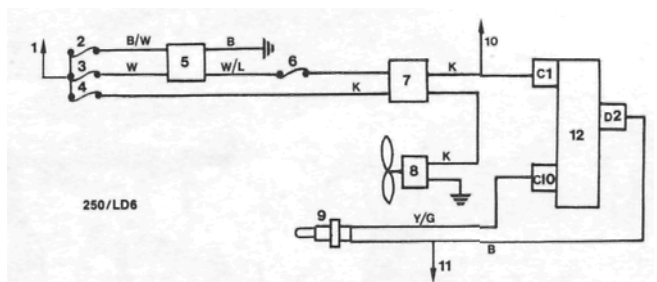 10
1 2 B/W B 6
3 W 5 W/L 7 K C1
4 K D2
12
8 K C10
250/LD6
9 Y/G
11 B